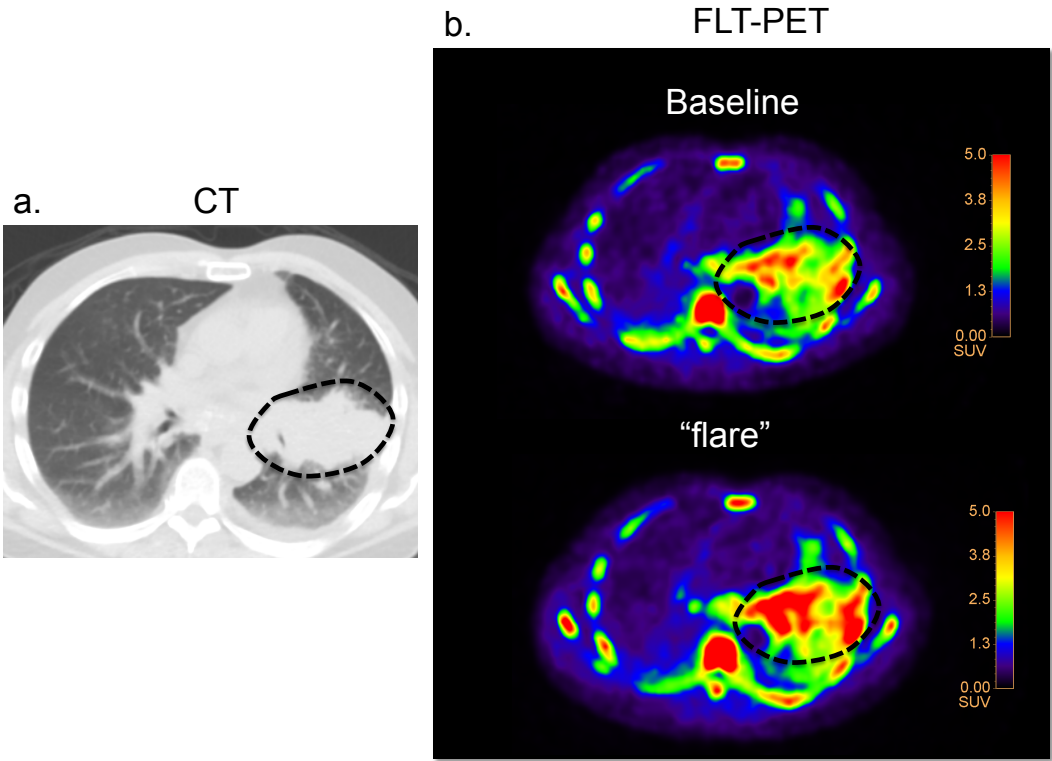 a.
CT
b.
FLT-PET
Baseline
5.0
3.8
2.5
1.3
0.00
SUV
“flare”
5.0
3.8
2.5
1.3
0.00
SUV